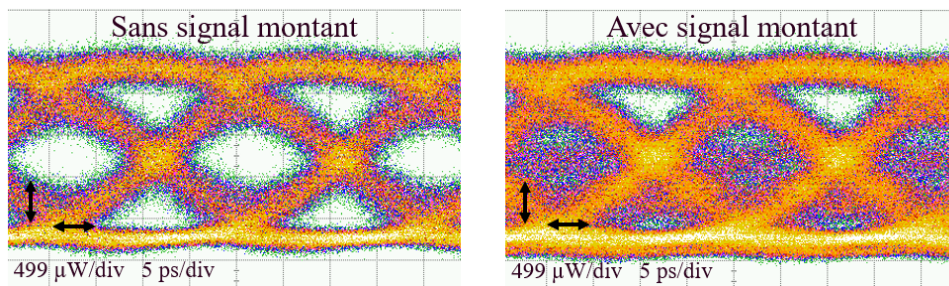 Sans signal montant
499 µW/div 5 ps/div
Avec signal montant
499 µW/div 5 ps/div